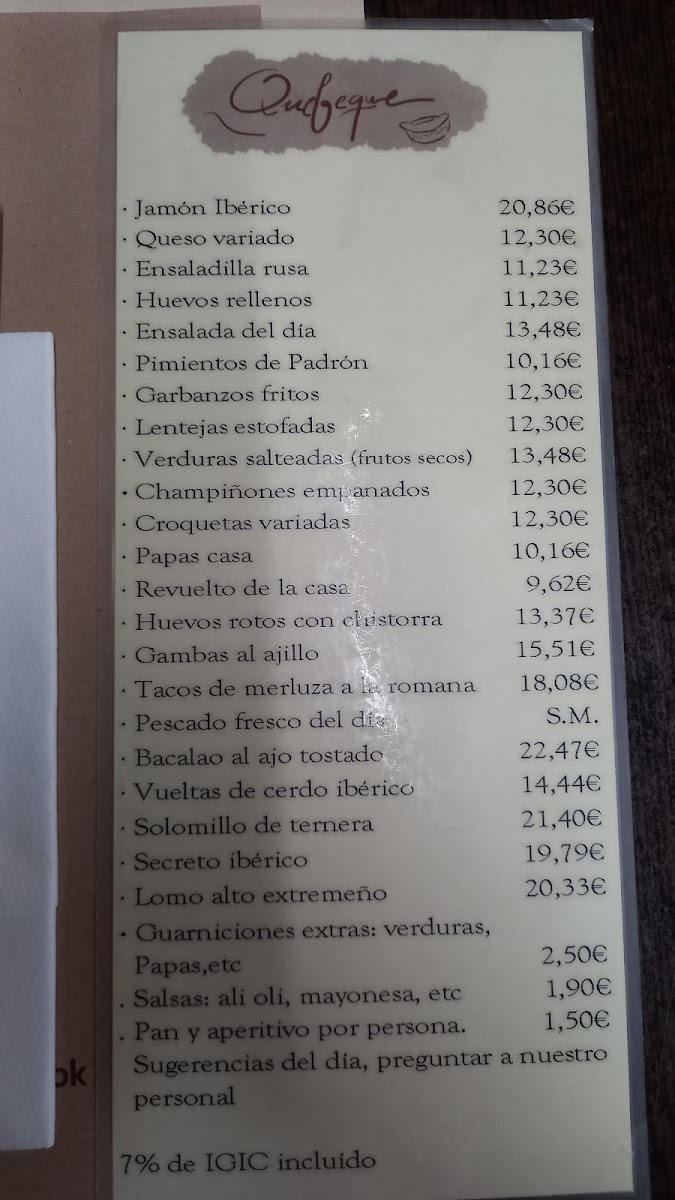 Qudeque
· Jamón Ibérico 20,86€
· Queso variado 12,30€
· Ensaladilla rusa 11,23€
· Huevos rellenos 11,23€
· Ensalada del día 13,48€
· Pimientos de Padrón 10,16€
· Garbanzos fritos 12,30€
· Lentejas estofadas 12,30€
· Verduras salteadas (frutos secos) 13,48€
· Champiñones empanados 12,30€
· Croquetas variadas 12,30€
· Papas casa 10,16€
· Revuelto de la casa 9,62€
· Huevos rotos con chistorra 13,37€
· Gambas al ajillo 15,51€
· Tacos de merluza a la romana 18,08€
· Pescado fresco del día S.M.
· Bacalao al ajo tostado 22,47€
· Vueltas de cerdo ibérico 14,44€
· Solomillo de ternera 21,40€
· Secreto ibérico 19,79€
· Lomo alto extremeño 20,33€
· Guarniciones extras: verduras,
Papas,etc 2,50€
. Salsas: ali oli, mayonesa, etc 1,90€
. Pan y aperitivo por persona. 1,50€
Sugerencias del día, preguntar a nuestro
personal
7% de IGIC incluído
ok